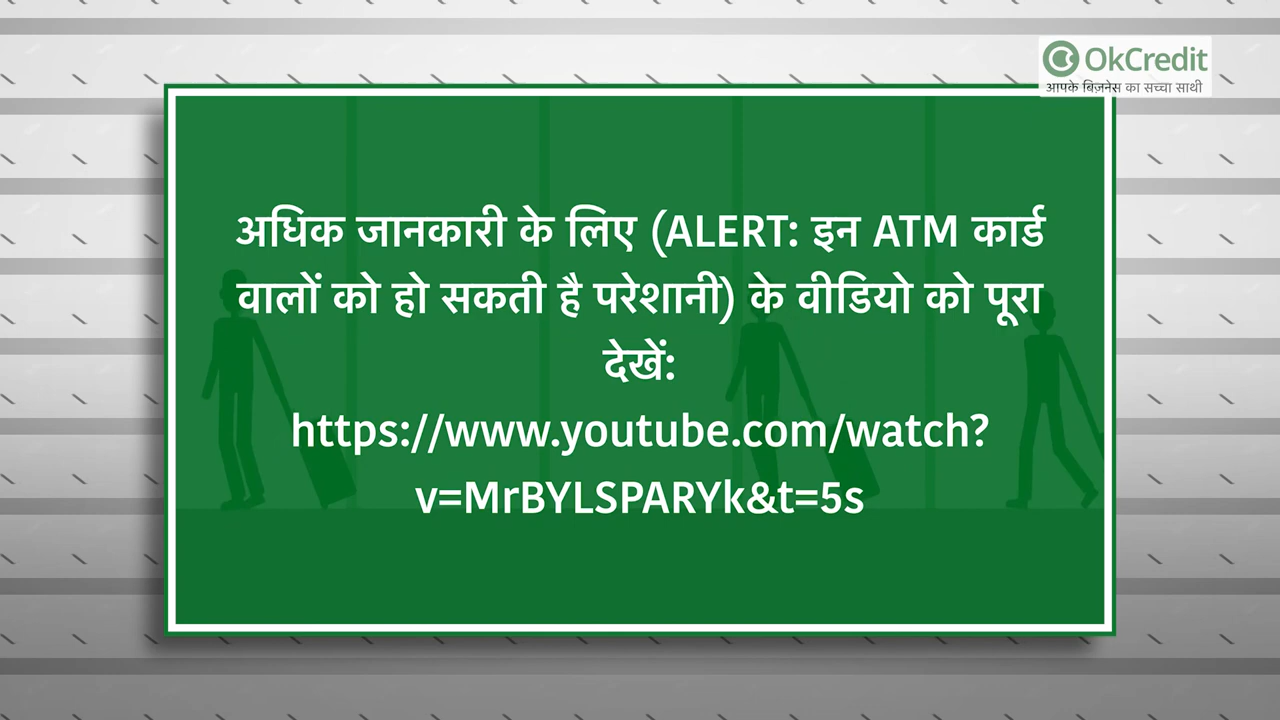 OkCredit
आपके बिज़नेस का सच्चा साथी
अधिक जानकारी के लिए (ALERT: इन ATM कार्ड
वालों को हो सकती है परेशानी) के वीडियो को पूरा
देखें:
https://www.youtube.com/watch?
v=MrBYLSPARYk&t=5s